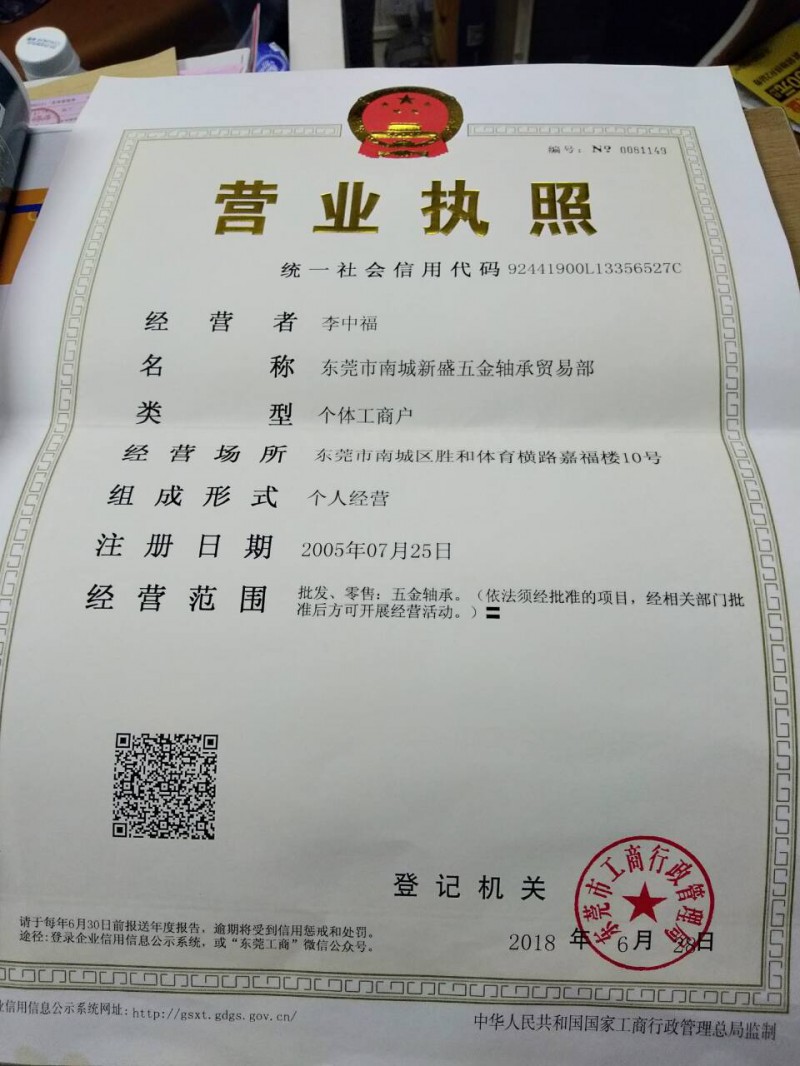 编号：N? 0081149
营业执照
统一社会信用代码 92441900L13356527C
经营者 李中福
名称 东莞市南城新盛五金轴承贸易部
类型 个体工商户
经营场所 东莞市南城区胜和体育横路嘉福楼10号
组成形式 个人经营
注册日期 2005年07月25日
经营范围 批发、零售：五金轴承。（依法须经批准的项目，经相关部门批
准后方可开展经营活动。）〓
登记机关
东莞市工商行政管理局
2018 年 6 月 28 日
请于每年6月30日前报送年度报告，逾期将受到信用惩戒和处罚。
途径:登录企业信用信息公示系统，或“东莞工商”微信公众号。
业信用信息公示系统网址: http://gsxt.gdgs.gov.cn/
中华人民共和国国家工商行政管理总局监制